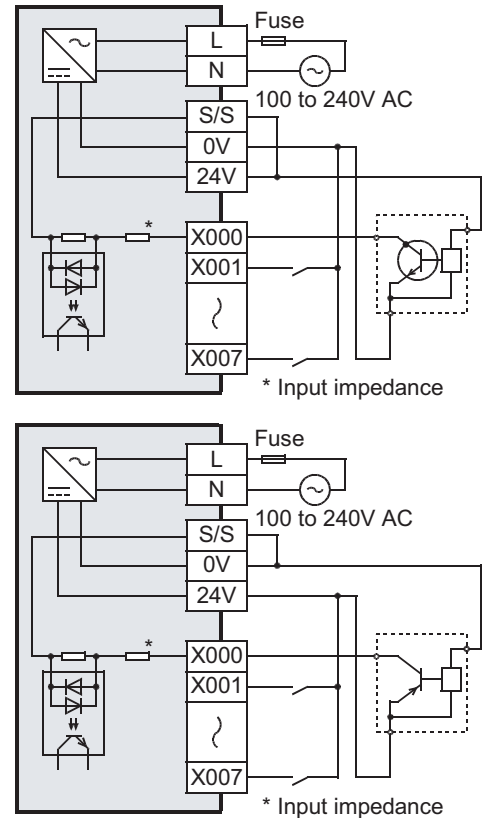 Fuse
L
N
100 to 240V AC
S/S
0V
24V
*
X000
X001
X007
* Input impedance
Fuse
L
N
100 to 240V AC
S/S
0V
24V
*
X000
X001
X007
* Input impedance